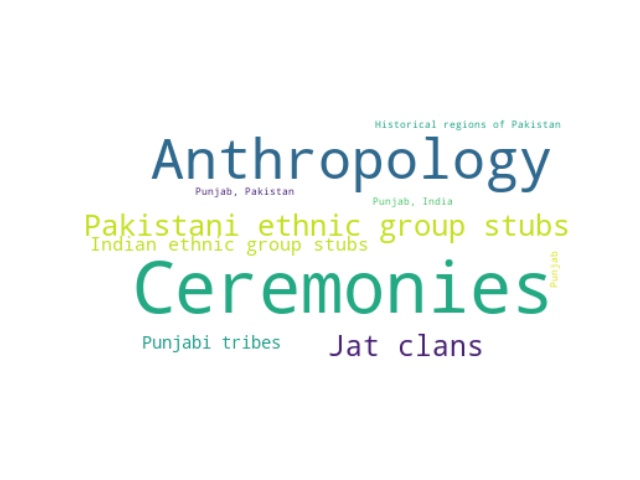 Historical regions of Pakistan
Anthropology
Punjab, Pakistan
Punjab, India
Pakistani ethnic group stubs
Indian ethnic group stubs
Punjab
Ceremonies
Punjabi tribes
Jat clans